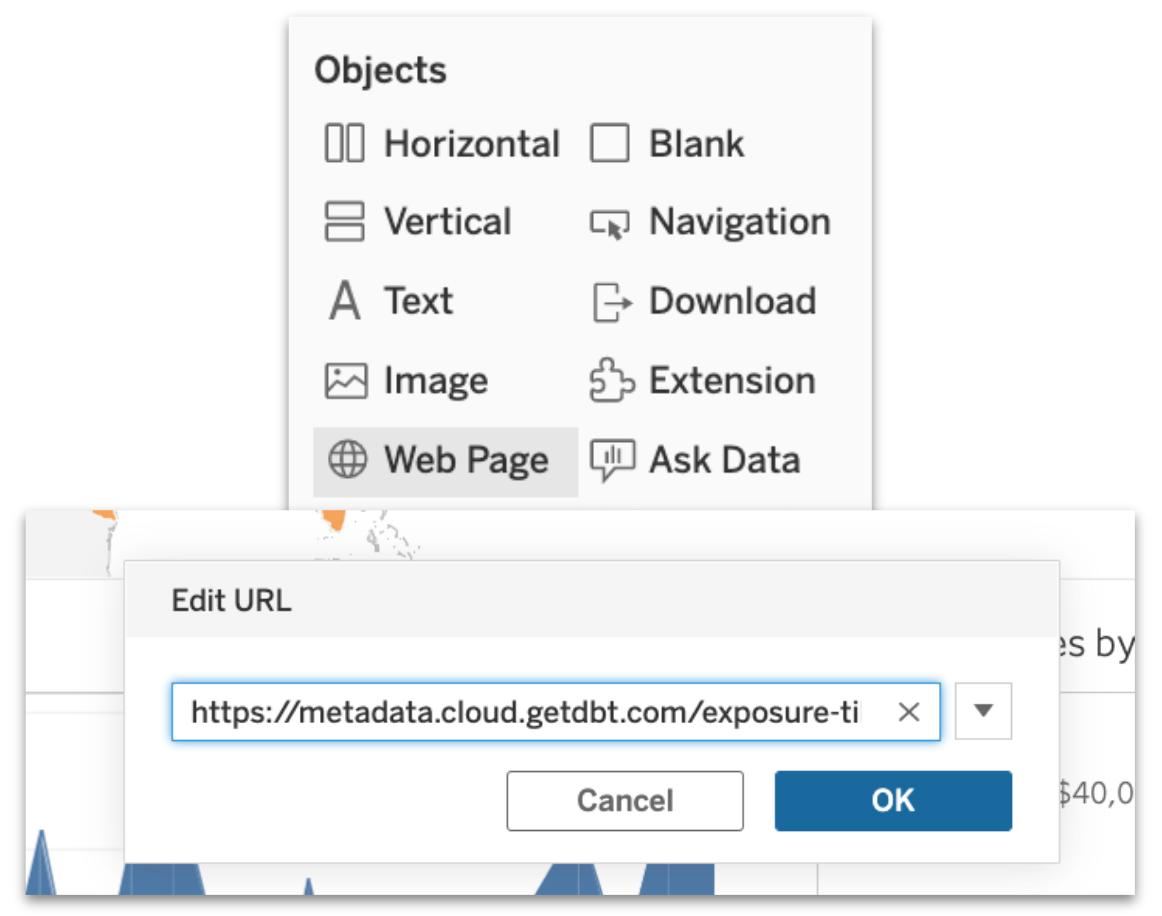 Objects
Horizontal Blank
Vertical Navigation
Text Download
Image Extension
Web Page Ask Data
Edit URL
es by
https://metadata.cloud.getdbt.com/exposure-ti
Cancel OK
$40,0